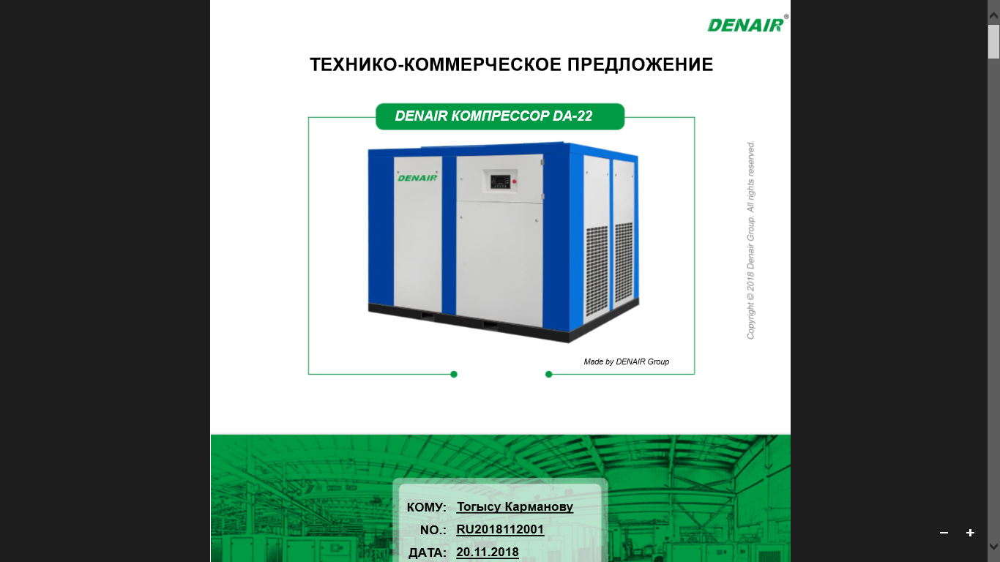 DENAIR®
ТЕХНИКО-КОММЕРЧЕСКОЕ ПРЕДЛОЖЕНИЕ
DENAIR КОМПРЕССОР DA-22
DENAIR
Copyright © 2018 Denair Group. All rights reserved.
Made by DENAIR Group
КОМУ: Тогысу Карманову
NO.: RU2018112001
ДАТА: 20.11.2018